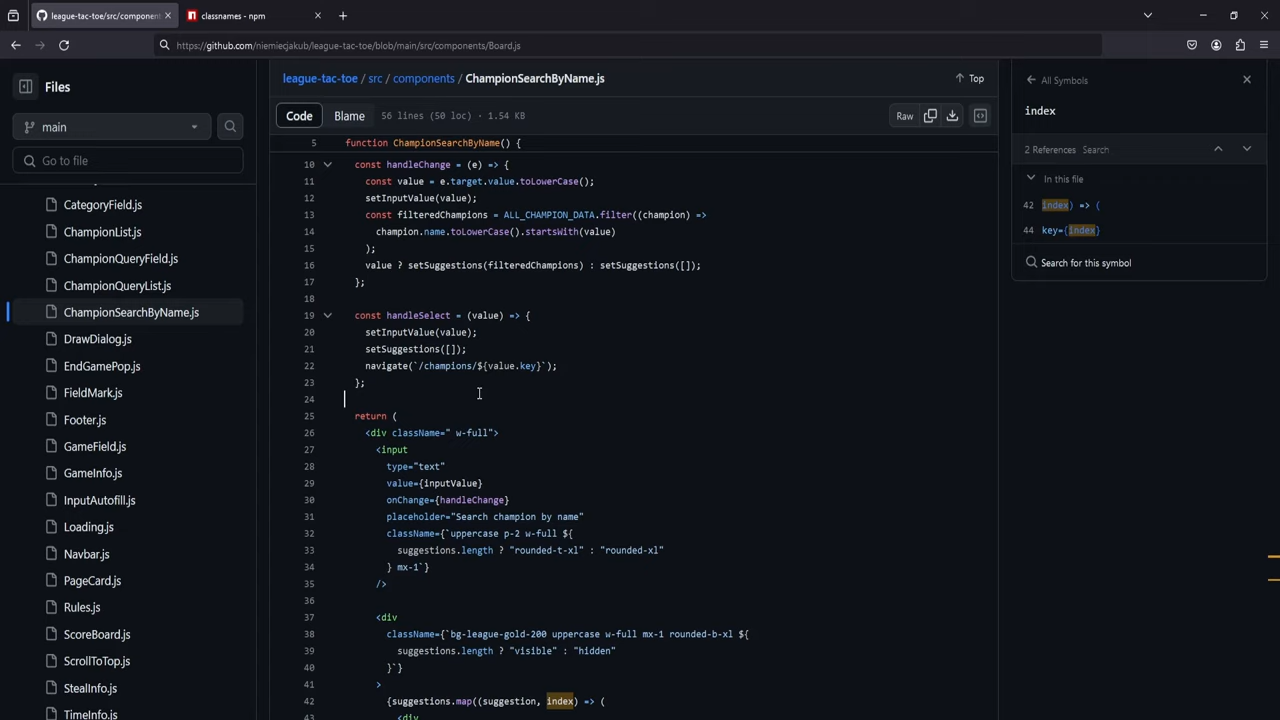 league-tac-toe/src/componen
classnames - npm
https://github.com/niemiecjakub/league-tac-toe/blob/main/src/components/Board.js
Files
main
Go to file
CategoryField.js
ChampionList.js
ChampionQueryField.js
ChampionQueryList.js
ChampionSearchByName.js
DrawDialog.js
EndGamePop.js
FieldMark.js
Footer.js
GameField.js
GameInfo.js
InputAutofill.js
Loading.js
Navbar.js
PageCard.js
Rules.js
ScoreBoard.js
ScrollToTop.js
StealInfo.js
TimeInfo.js
league-tac-toe / src / components / ChampionSearchByName.js
Top
Code Blame 56 lines (50 loc) · 1.54 KB
Raw
5 function ChampionSearchByName() {
10 const handleChange = (e) => {
11 const value = e.target.value.toLowerCase();
12 setInputValue(value);
13 const filteredChampions = ALL_CHAMPION_DATA.filter((champion) =>
14 champion.name.toLowerCase().startsWith(value)
15 );
16 value ? setSuggestions(filteredChampions) : setSuggestions([]);
17 };
18
19 const handleSelect = (value) => {
20 setInputValue(value);
21 setSuggestions([]);
22 navigate(`/champions/${value.key}`);
23 };
24
25 return (
26 <div className=" w-full">
27 <input
28 type="text"
29 value={inputValue}
30 onChange={handleChange}
31 placeholder="Search champion by name"
32 className={`uppercase p-2 w-full ${
33 suggestions.length ? "rounded-t-xl" : "rounded-xl"
34 } mx-1`}
35 />
36
37 <div
38 className={`bg-league-gold-200 uppercase w-full mx-1 rounded-b-xl ${
39 suggestions.length ? "visible" : "hidden"
40 }`}
41 >
42 {suggestions.map((suggestion, index) => (
43 <div
All Symbols
index
2 References Search
In this file
42 index) => (
44 key={index}
Search for this symbol